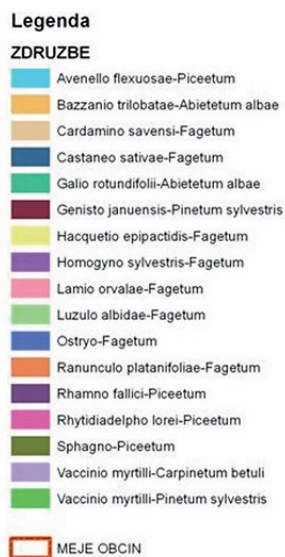 Legenda
ZDRUZBE
Avenello flexuosae-Piceetum
Bazzanio trilobatae-Abietetum albae
Cardamino savensi-Fagetum
Castaneo sativae-Fagetum
Galio rotundifolii-Abietetum albae
Genisto januensis-Pinetum sylvestris
Hacquetio epipactidis-Fagetum
Homogyno sylvestris-Fagetum
Lamio orvalae-Fagetum
Luzulo albidae-Fagetum
Ostryo-Fagetum
Ranunculo platanifoliae-Fagetum
Rhamno fallici-Piceetum
Rhytidiadelpho lorei-Piceetum
Sphagno-Piceetum
Vaccinio myrtilli-Carpinetum betuli
Vaccinio myrtilli-Pinetum sylvestris
MEJE OBCIN